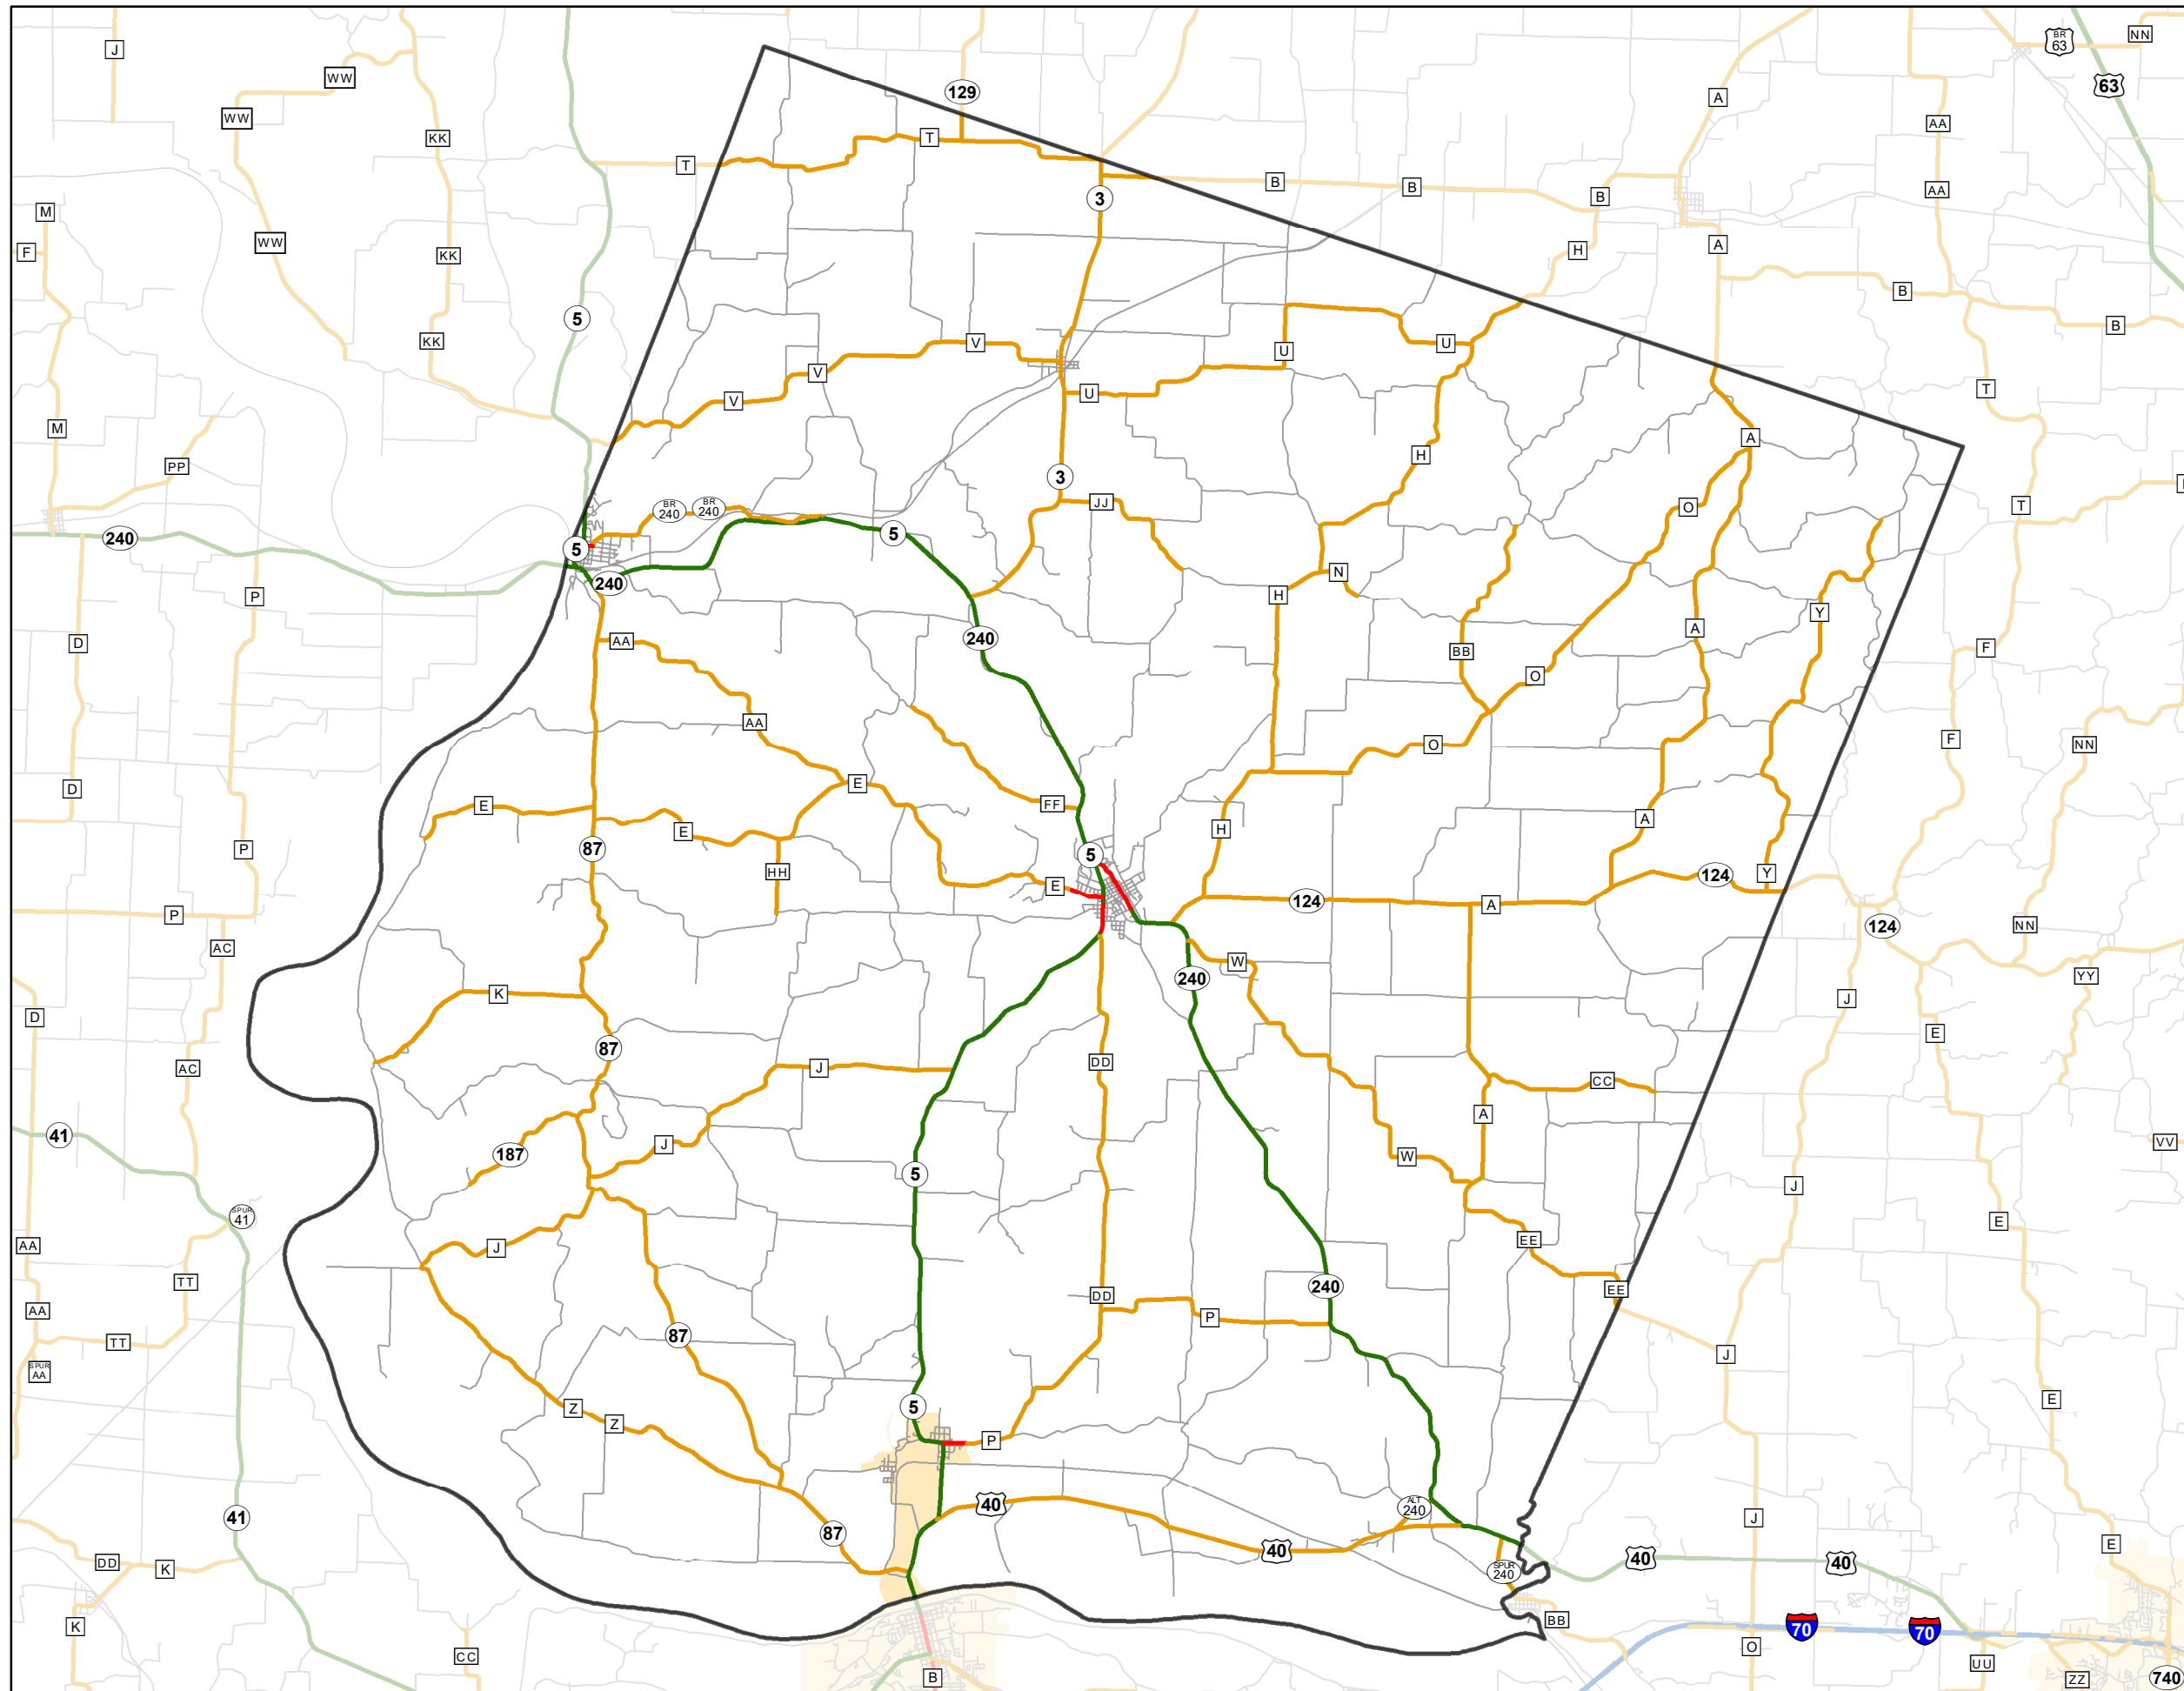 J
WW
129
BR
63
NN
63
A
WW
AA
KK
T
T
B
B
AA
B
3
M
WW
A
F
H
KK
B
5
B
KK
V
U
U
V
T
V
U
M
A
H
PP
3
JJ
O
T
BR
240
BR
240
5
240
5
N
240
H
P
Y
A
240
AA
D
BB
F
O
AA
F
NN
O
E
D
FF
E
A
H
E
87
P
5
HH
124
Y
E
124
A
P
124
NN
AC
W
240
YY
K
J
D
E
87
DD
AC
J
CC
A
41
J
VV
187
W
5
J
SPUR
41
E
EE
AA
J
TT
240
EE
DD
AA
P
87
TT
J
SPUR
AA
E
5
Z
Z
P
40
ALT
240
41
J
87
E
40
40
40
DD
K
SPUR
240
BB
K
70
70
O
CC
UU
B
ZZ
740